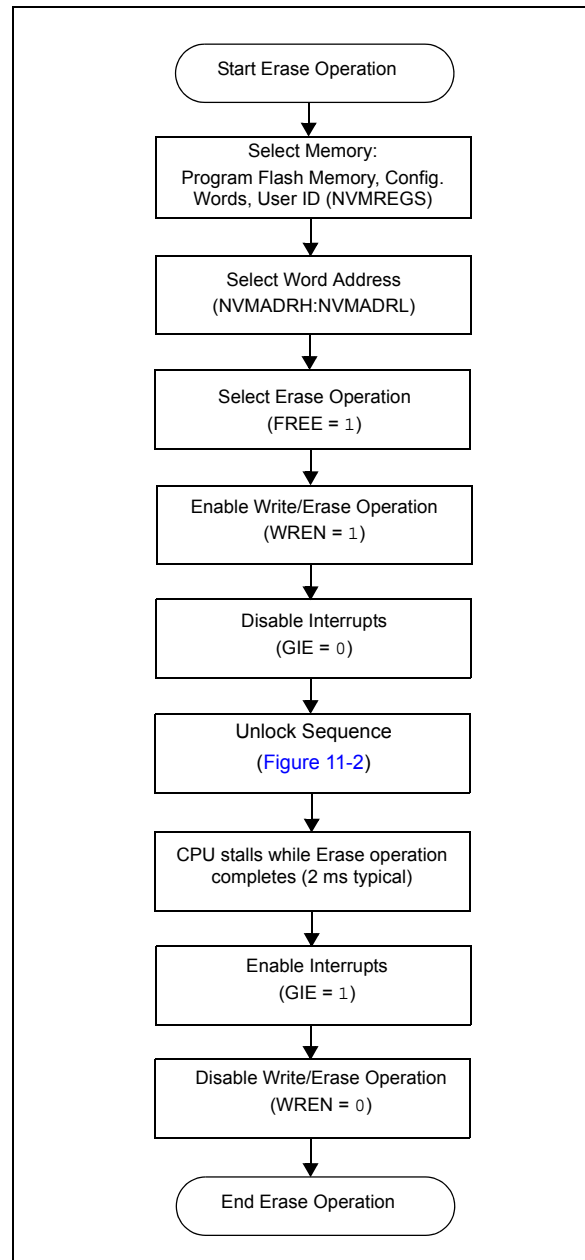 Start Erase Operation
Select Memory:
Program Flash Memory, Config.
Words, User ID (NVMREGS)
Select Word Address
(NVMADRH:NVMADRL)
Select Erase Operation
(FREE = 1)
Enable Write/Erase Operation
(WREN = 1)
Disable Interrupts
(GIE = 0)
Unlock Sequence
(Figure 11-2)
CPU stalls while Erase operation
completes (2 ms typical)
Enable Interrupts
(GIE = 1)
Disable Write/Erase Operation
(WREN = 0)
End Erase Operation